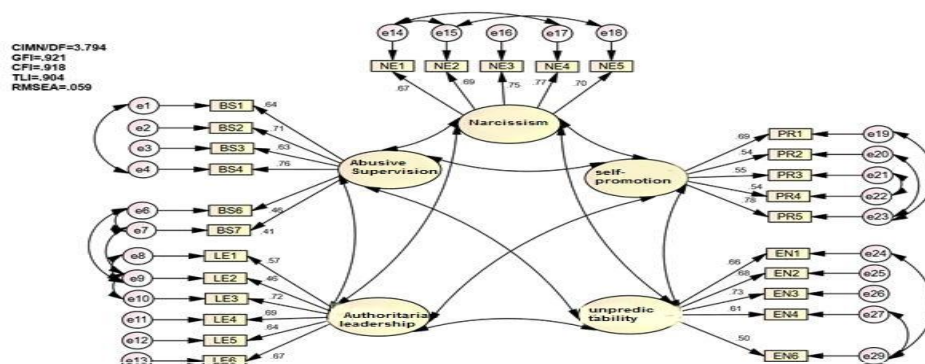 CIMN/DF=3.794
GFI=.921
CFI=.918
TLI=.904
RMSEA=.059
e14 e15 e16 e17 e18
NE1 NE2 NE3 NE4 NE5
.67 .69 .75 .77 .70
Narcissism
e1 BS1 .64
e2 BS2 .71
e3 BS3 .63
e4 BS4 .76
Abusive
Supervision
e6 BS6 .46
e7 BS7 .41
self-
promotion
.69 PR1 e19
.54 PR2 e20
.55 PR3 e21
.54 PR4 e22
.78 PR5 e23
e8 LE1 .57
e9 LE2 .46
e10 LE3 .72
e11 LE4 .69
e12 LE5 .64
e13 LE6 .67
Authoritaria
leadership
unpredic
tability
.66 EN1 e24
.68 EN2 e25
.73 EN3 e26
.61 EN4 e27
.50 EN6 e29